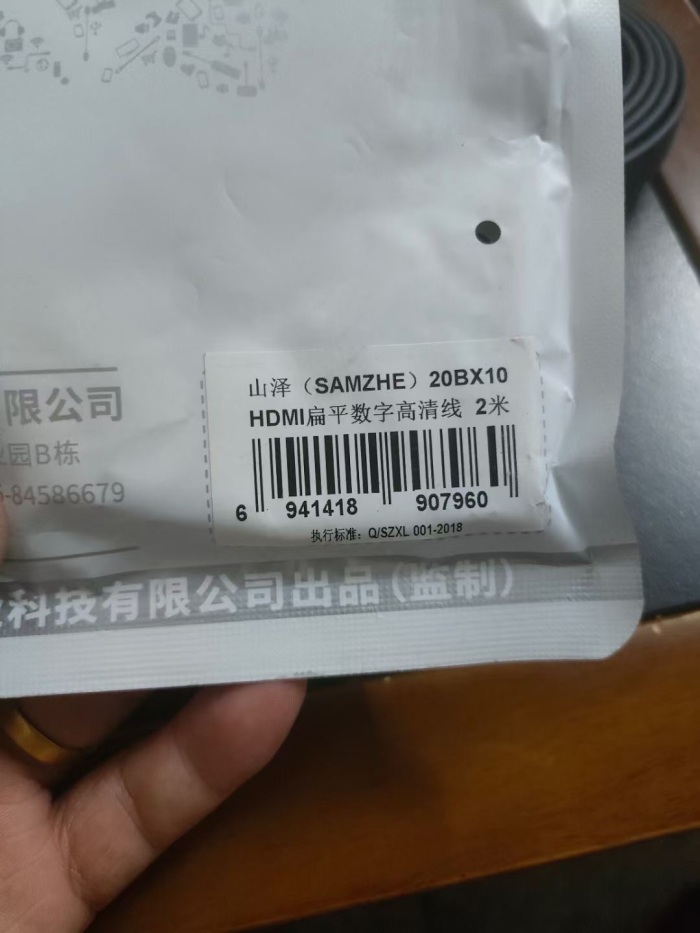 限公司
园B栋
-84586679
山泽（SAMZHE）20BX10
HDMI扁平数字高清线 2米
6 941418 907960
执行标准：Q/SZXL 001-2018
科技有限公司出品(监制)